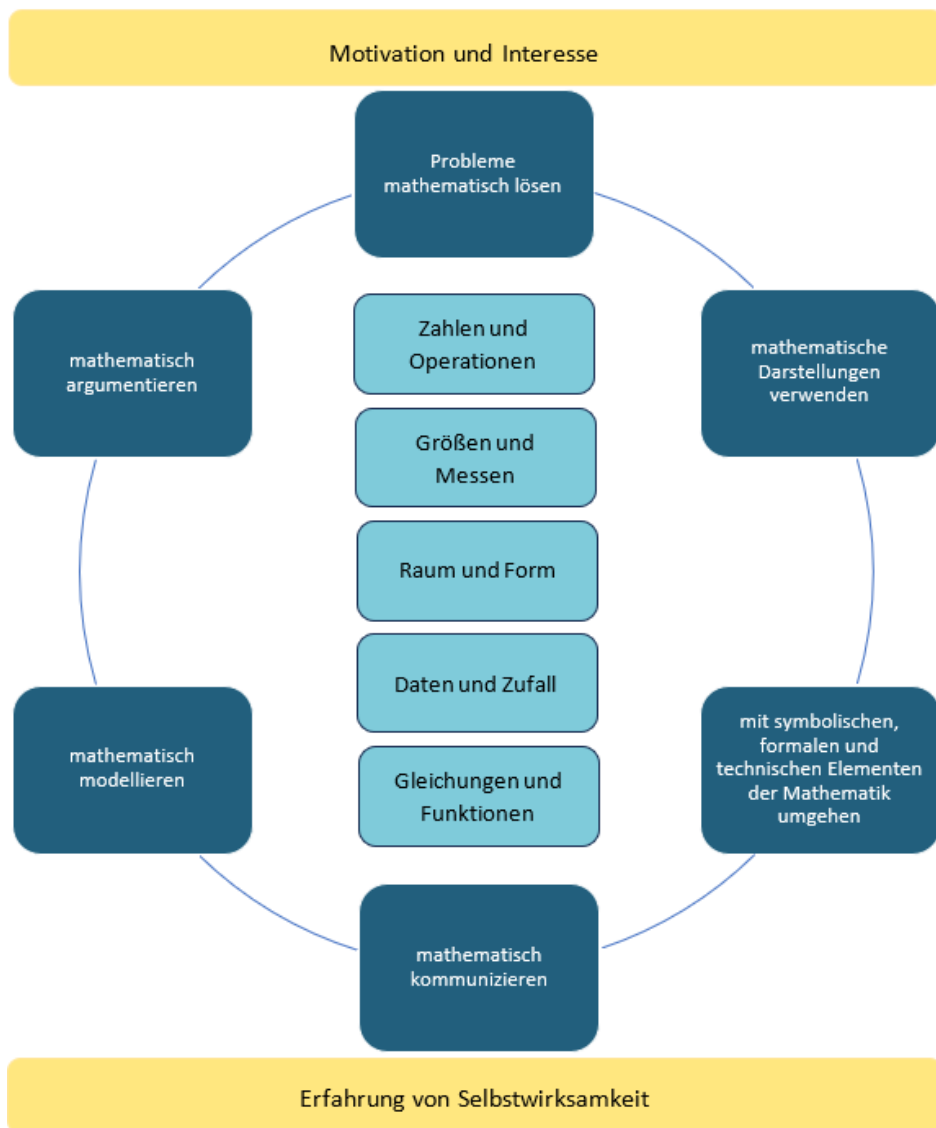 Motivation und Interesse
Probleme
mathematisch lösen
mathematisch
argumentieren
mathematische
Darstellungen
verwenden
Zahlen und
Operationen
Größen und
Messen
Raum und Form
Daten und Zufall
Gleichungen und
Funktionen
mathematisch
modellieren
mit symbolischen,
formalen und
technischen Elementen
der Mathematik
umgehen
mathematisch
kommunizieren
Erfahrung von Selbstwirksamkeit